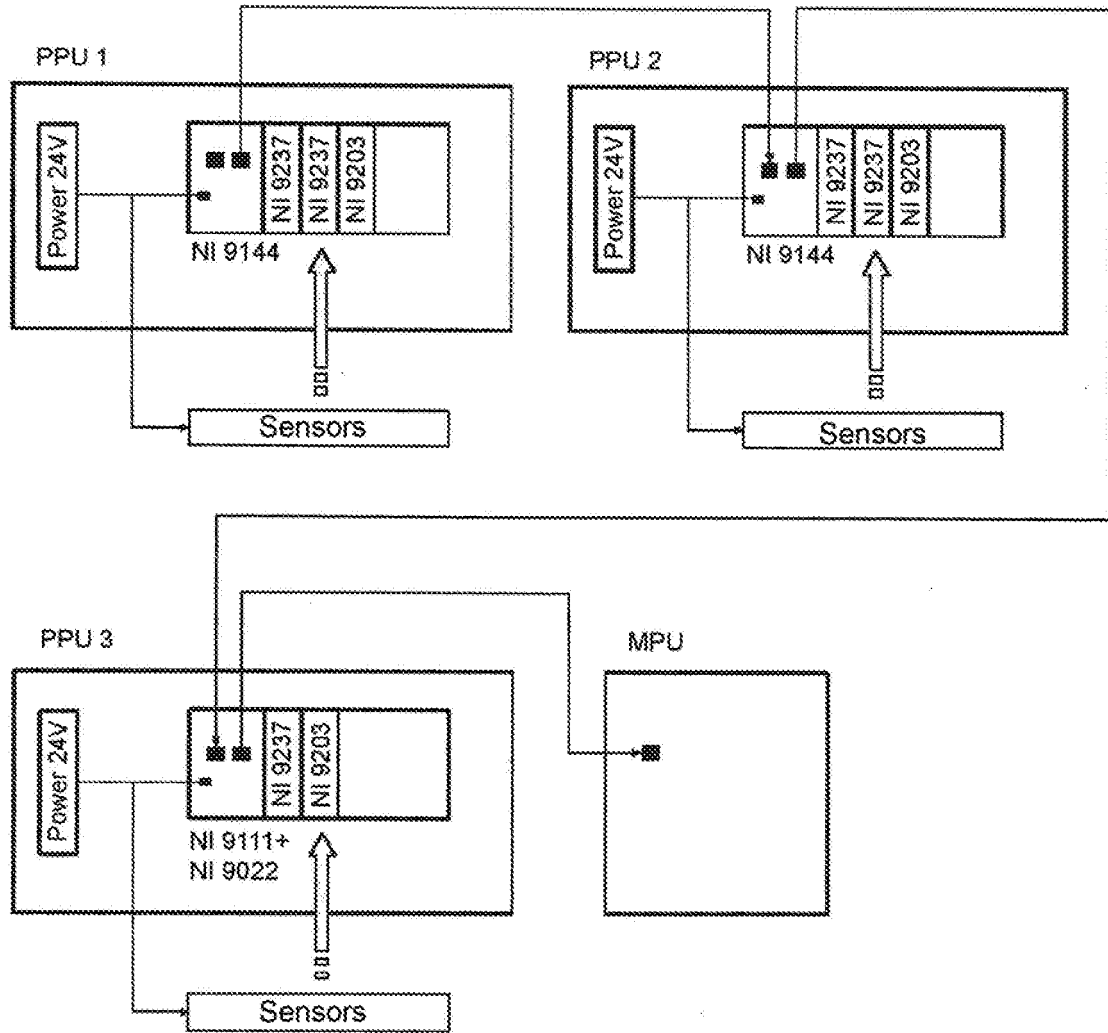 PPU 1
Power 24V
NI 9237
NI 9237
NI 9203
NI 9144
Sensors
PPU 2
Power 24V
NI 9237
NI 9237
NI 9203
NI 9144
Sensors
PPU 3
Power 24V
NI 9237
NI 9203
NI 9111+
NI 9022
Sensors
MPU